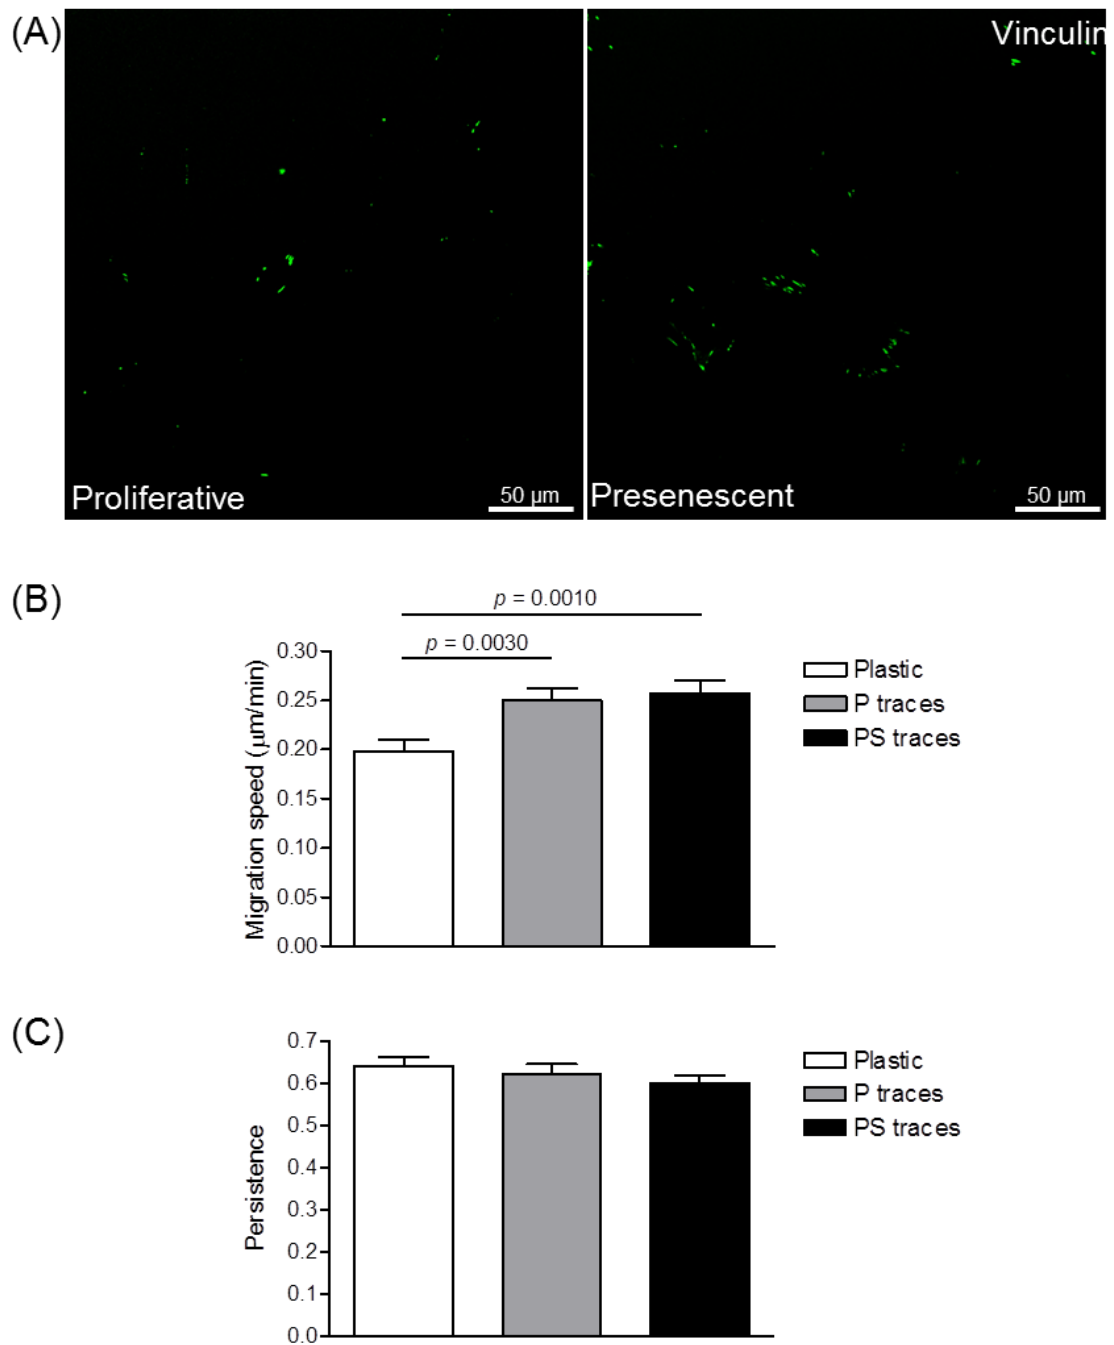 (A)
Vinculin
Proliferative
50 µm
Presenescent
50 µm
(B)
p = 0.0010
p = 0.0030
Migration speed (µm/min)
0.30
0.25
0.20
0.15
0.10
0.05
0.00
Plastic
P traces
PS traces
(C)
Persistence
0.7
0.6
0.5
0.4
0.3
0.2
0.1
0.0
Plastic
P traces
PS traces